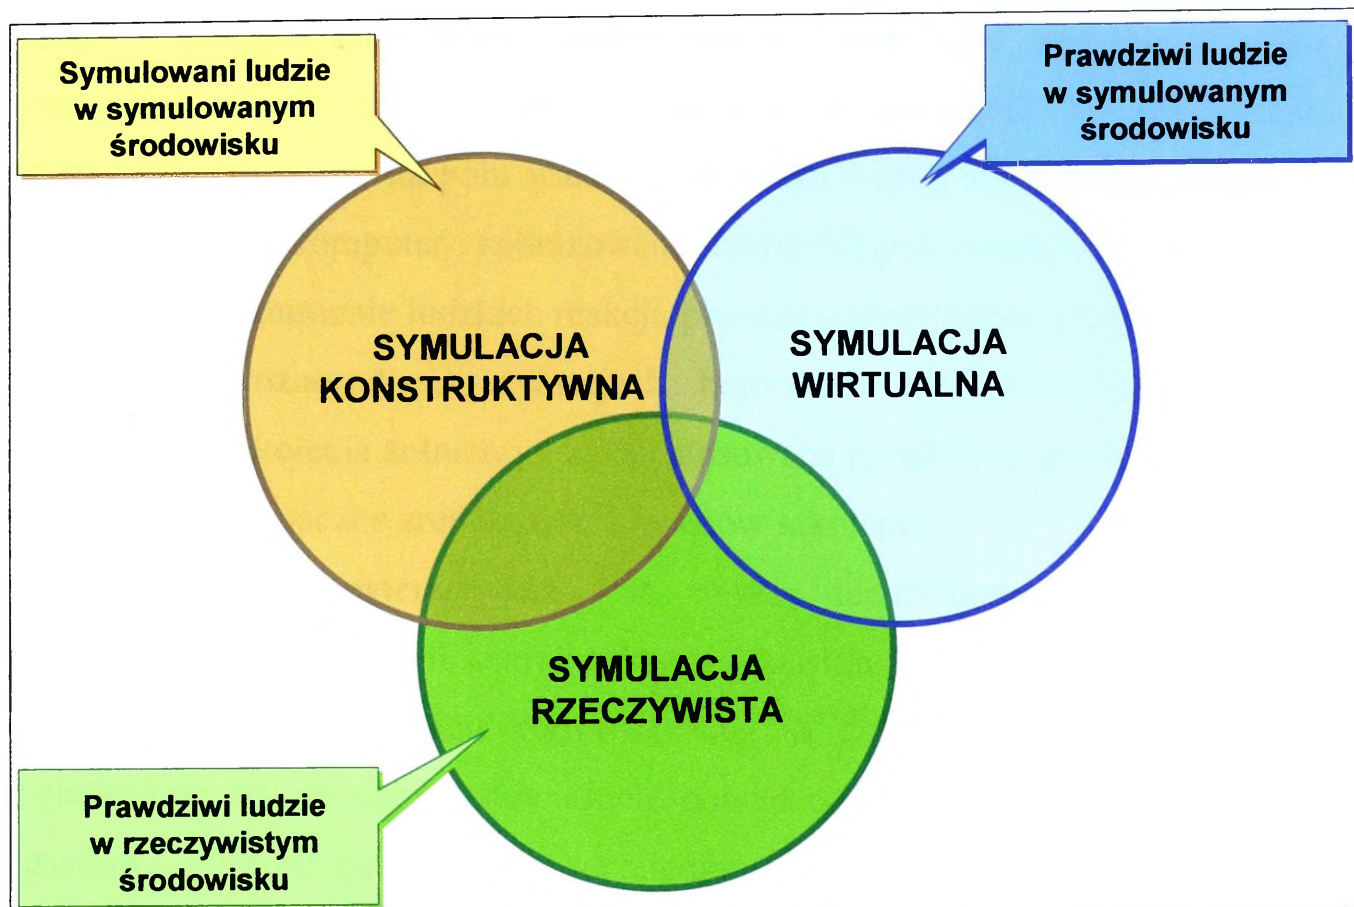 Symulowani ludzie
w symulowanym
środowisku
Prawdziwi ludzie
w symulowanym
środowisku
SYMULACJA
KONSTRUKTYWNA
SYMULACJA
WIRTUALNA
SYMULACJA
RZECZYWISTA
Prawdziwi ludzie
w rzeczywistym
środowisku